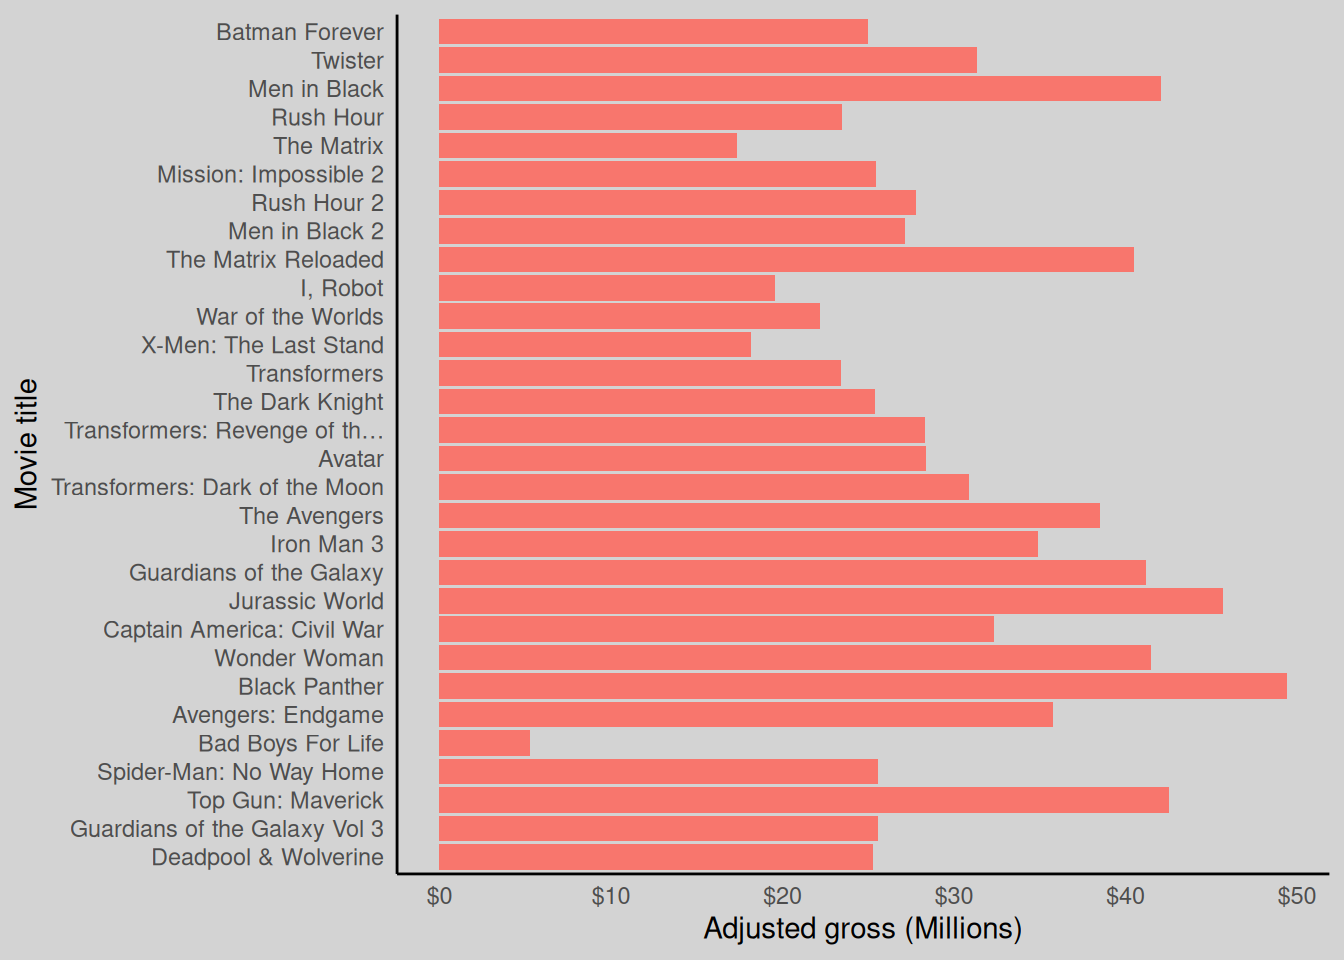 Batman Forever
Twister
Men in Black
Rush Hour
The Matrix
Mission: Impossible 2
Rush Hour 2
Men in Black 2
The Matrix Reloaded
I, Robot
War of the Worlds
X-Men: The Last Stand
Transformers
The Dark Knight
Transformers: Revenge of th…
Avatar
Transformers: Dark of the Moon
The Avengers
Iron Man 3
Guardians of the Galaxy
Jurassic World
Captain America: Civil War
Wonder Woman
Black Panther
Avengers: Endgame
Bad Boys For Life
Spider-Man: No Way Home
Top Gun: Maverick
Guardians of the Galaxy Vol 3
Deadpool & Wolverine
Movie title
$0 $10 $20 $30 $40 $50
Adjusted gross (Millions)